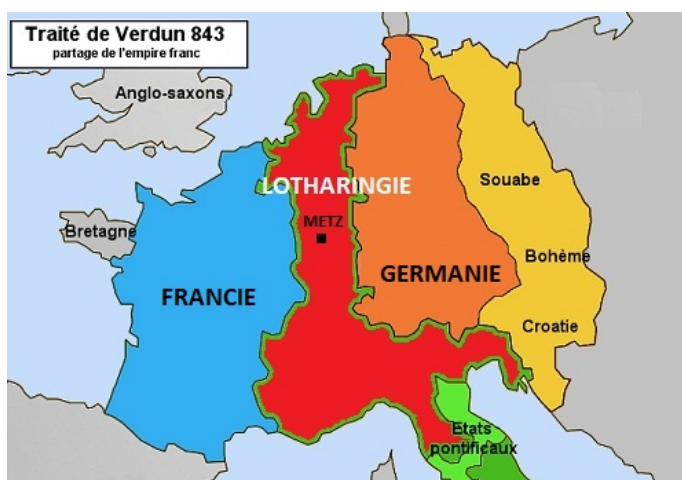 Traité de Verdun 843
partage de l'empire franc
Anglo-saxons
LOTHARINGIE
Souabe
METZ
Bretagne
Bohème
GERMANIE
FRANCIE
Croatie
Etats
pontificaux